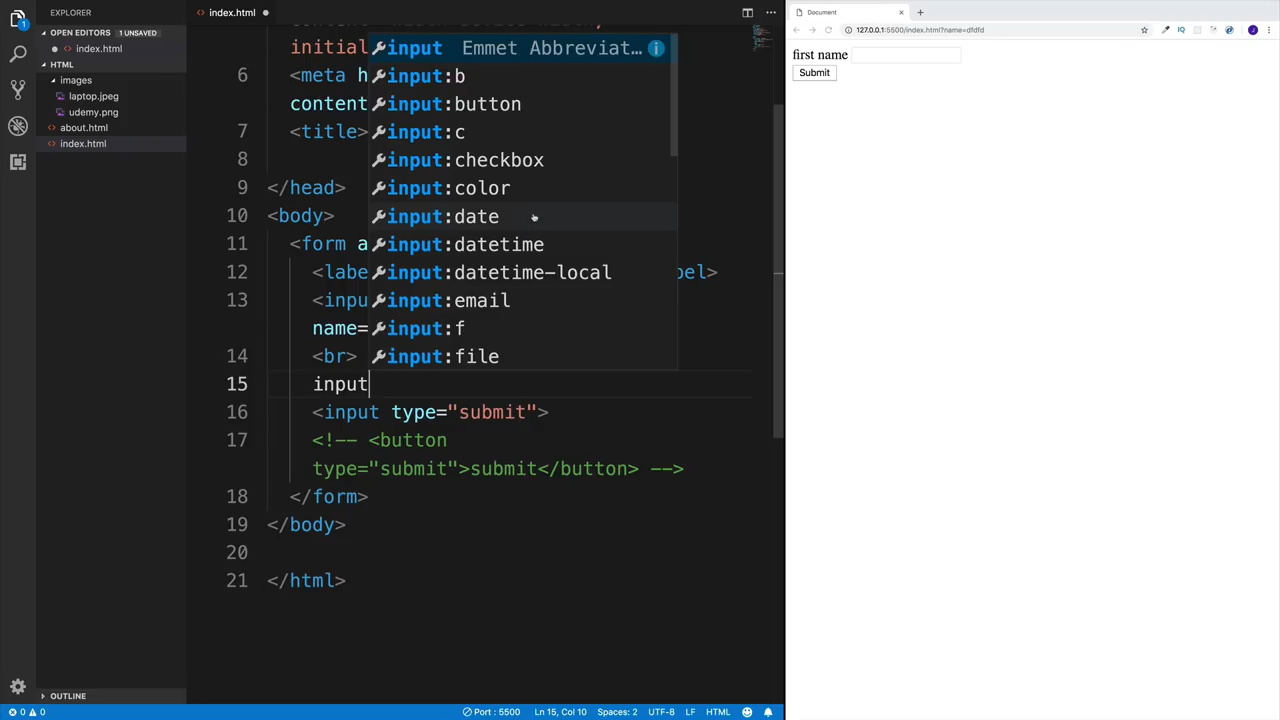 EXPLORER
OPEN EDITORS 1 UNSAVED
index.html
HTML
images
laptop.jpeg
udemy.png
about.html
index.html
OUTLINE
index.html
initial
6 <meta h
content
7 <title>
8
9 </head>
10 <body>
11 <form a
12 <labe
13 <inpu
name=
14 <br>
15 input
16 <input type="submit">
17 <!-- <button
type="submit">submit</button> -->
18 </form>
19 </body>
20
21 </html>
input Emmet Abbreviat…
input:b
input:button
input:c
input:checkbox
input:color
input:date
input:datetime
input:datetime-local
input:email
input:f
input:file
bel>
0 0 Port : 5500 Ln 15, Col 10 Spaces: 2 UTF-8 LF HTML
Document
127.0.0.1:5500/index.html?name=dfdfd
IQ
J
first name
Submit